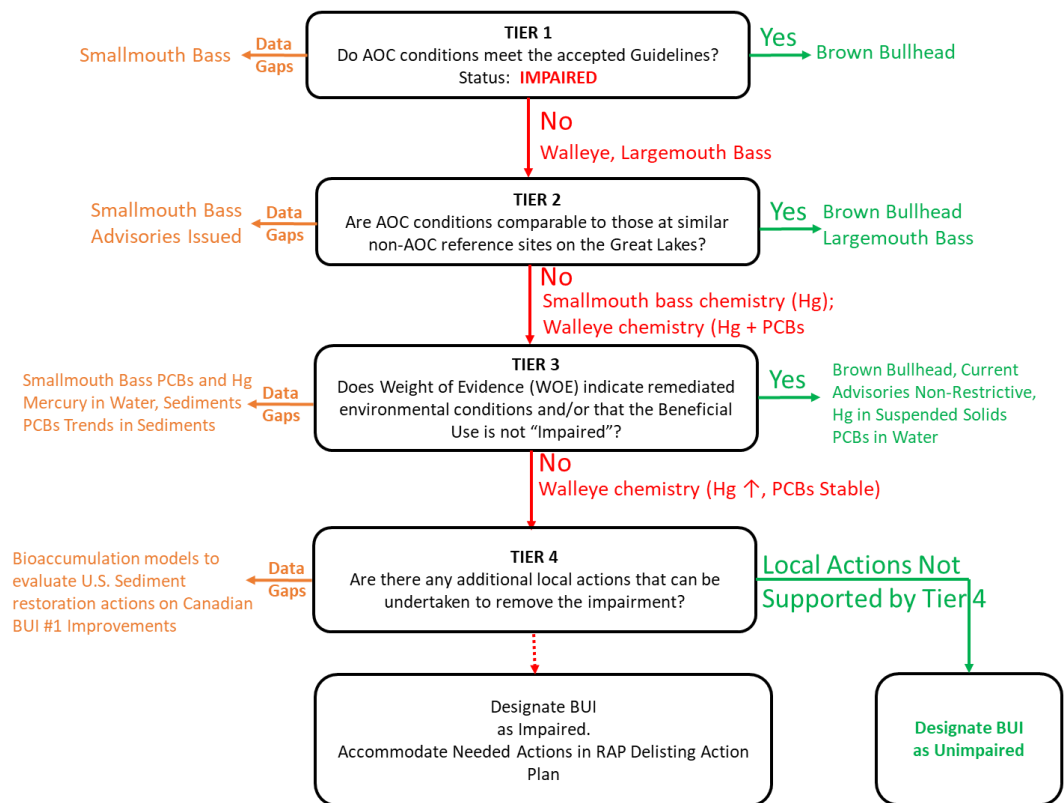 TIER 1
Do AOC conditions meet the accepted Guidelines?
Status: IMPAIRED
Data
Gaps
Smallmouth Bass
Yes
Brown Bullhead
No
Walleye, Largemouth Bass
TIER 2
Are AOC conditions comparable to those at similar
non-AOC reference sites on the Great Lakes?
Data
Gaps
Smallmouth Bass
Advisories Issued
Yes
Brown Bullhead
Largemouth Bass
No
Smallmouth bass chemistry (Hg);
Walleye chemistry (Hg + PCBs
TIER 3
Does Weight of Evidence (WOE) indicate remediated
environmental conditions and/or that the Beneficial
Use is not “Impaired”?
Data
Gaps
Smallmouth Bass PCBs and Hg
Mercury in Water, Sediments
PCBs Trends in Sediments
Yes
Brown Bullhead, Current
Advisories Non-Restrictive,
Hg in Suspended Solids
PCBs in Water
No
Walleye chemistry (Hg ↑, PCBs Stable)
TIER 4
Are there any additional local actions that can be
undertaken to remove the impairment?
Data
Gaps
Bioaccumulation models to
evaluate U.S. Sediment
restoration actions on Canadian
BUI #1 Improvements
Local Actions Not
Supported by Tier 4
Designate BUI
as Impaired.
Accommodate Needed Actions in RAP Delisting Action
Plan
Designate BUI
as Unimpaired